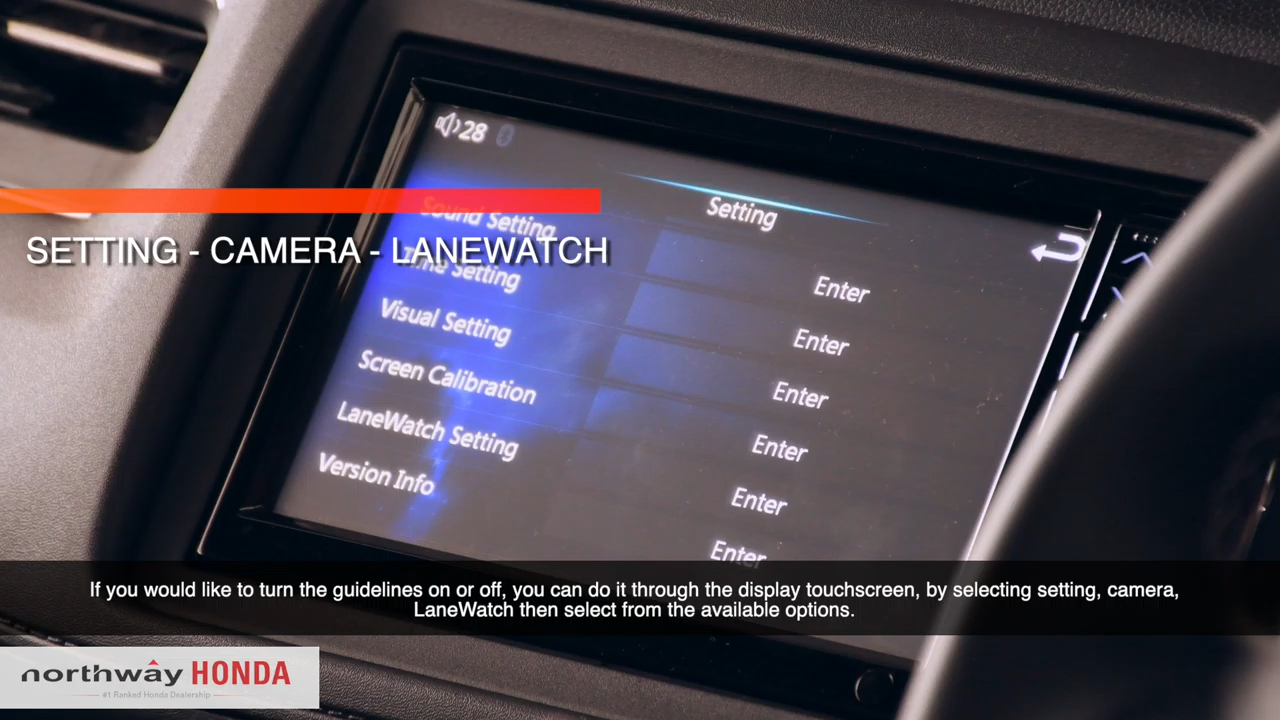 28
Setting
Sound Setting
SETTING - CAMERA - LANEWATCH
Time Setting
Enter
Visual Setting
Enter
Screen Calibration
Enter
LaneWatch Setting
Enter
Version Info
Enter
Enter
If you would like to turn the guidelines on or off, you can do it through the display touchscreen, by selecting setting, camera,
LaneWatch then select from the available options.
northway HONDA
#1 Ranked Honda Dealership